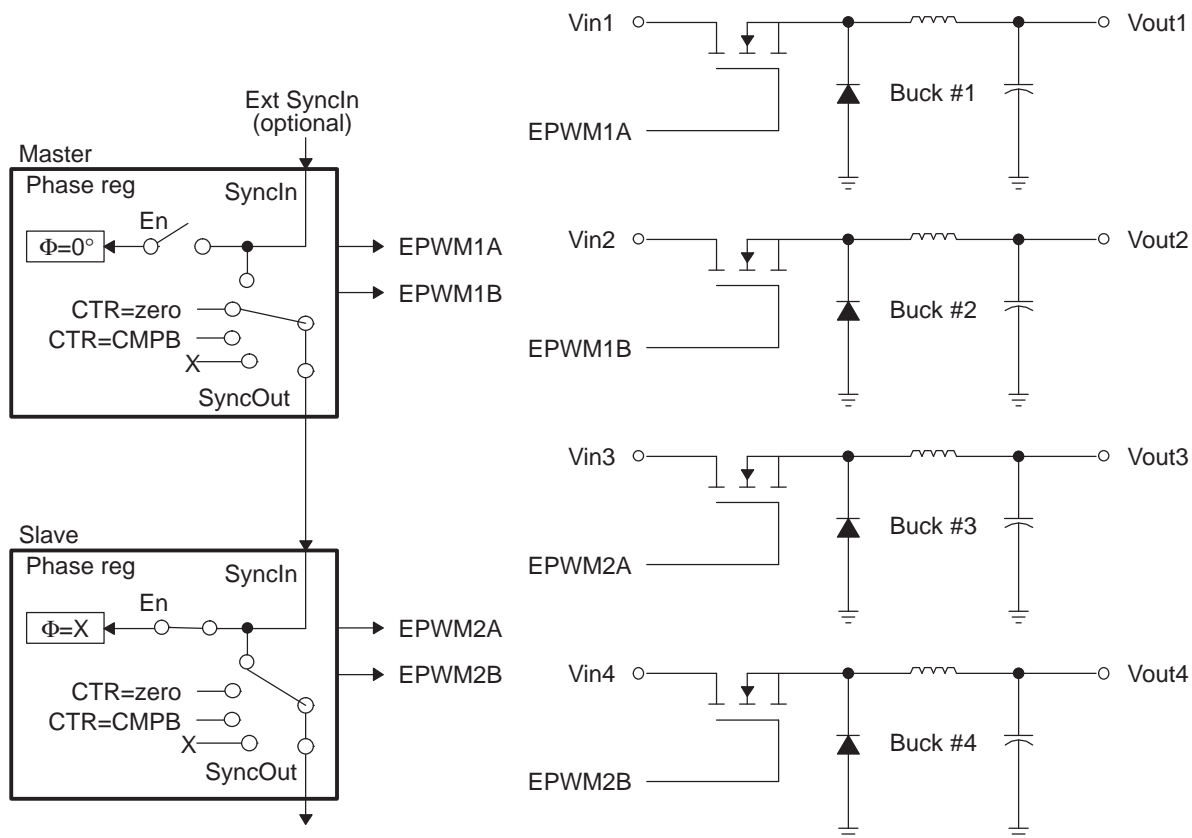 Ext SyncIn
(optional)
Master
Phase reg
SyncIn
En
Φ=0°
EPWM1A
EPWM1B
CTR=zero
CTR=CMPB
X
SyncOut
Slave
Phase reg
SyncIn
En
Φ=X
EPWM2A
EPWM2B
CTR=zero
CTR=CMPB
X
SyncOut
Vin1
Vout1
Buck #1
EPWM1A
Vin2
Vout2
Buck #2
EPWM1B
Vin3
Vout3
Buck #3
EPWM2A
Vin4
Vout4
Buck #4
EPWM2B